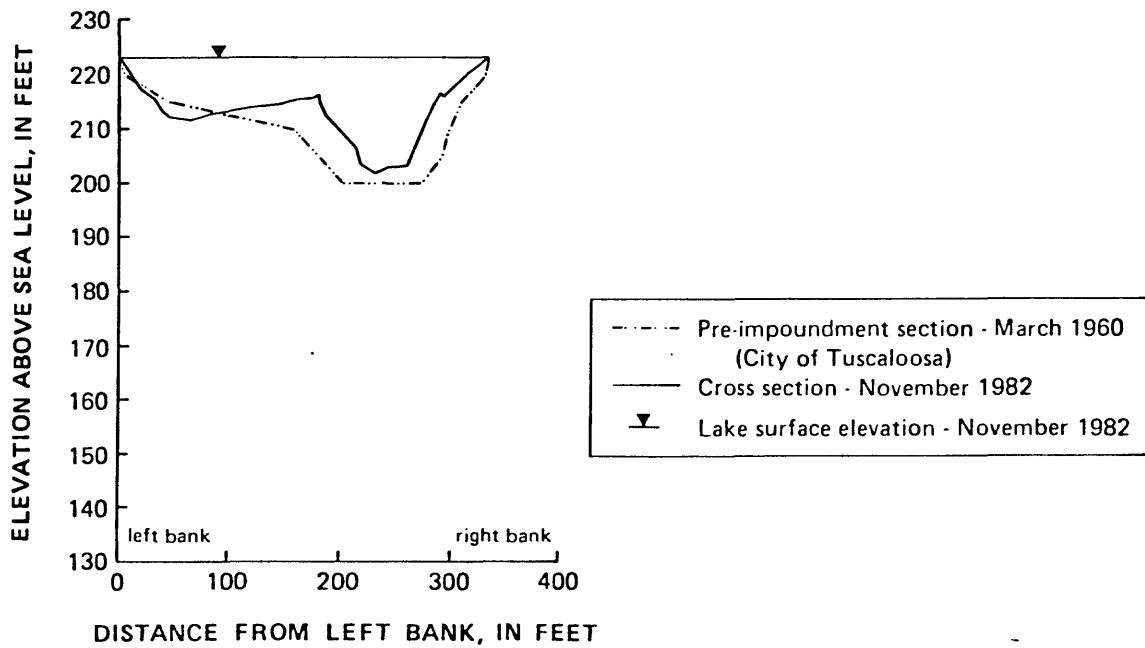 ELEVATION ABOVE SEA LEVEL, IN FEET
230
220
210
200
190
180
170
160
150
140
130
left bank
right bank
0
100
200
300
400
DISTANCE FROM LEFT BANK, IN FEET
Pre-impoundment section - March 1960
(City of Tuscaloosa)
Cross section - November 1982
Lake surface elevation - November 1982